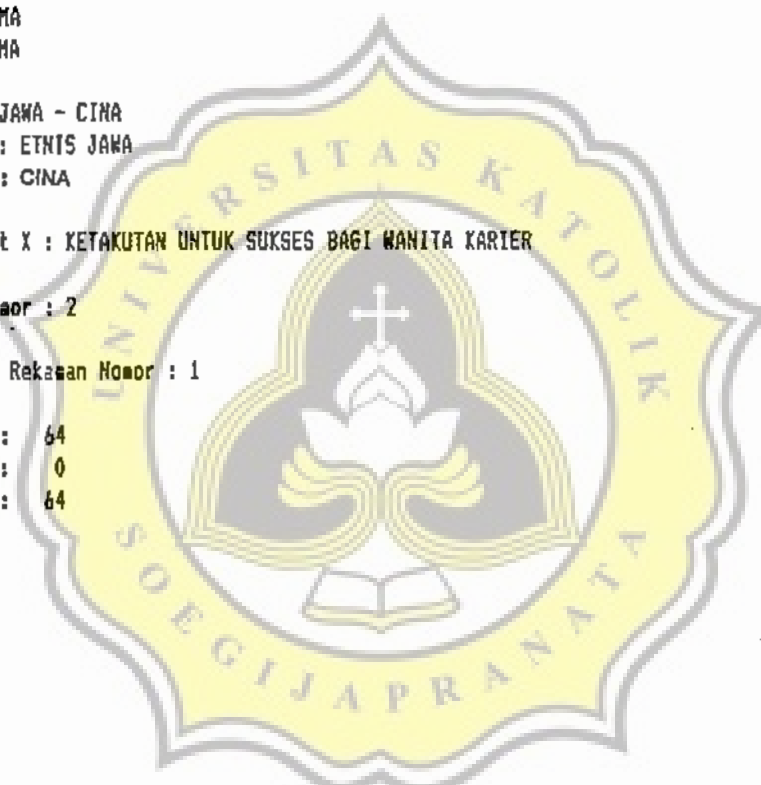 MA
MA
JAWA - CINA
: ETNIS JAWA
: CINA
t X : KETAKUTAN UNTUK SUKSES BAGI WANITA KARIER
mor : 2
Rekaman Nomor : 1
: 64
: 0
: 64
UNIVERSITAS KATOLIK
SOEGIJAPRANATA